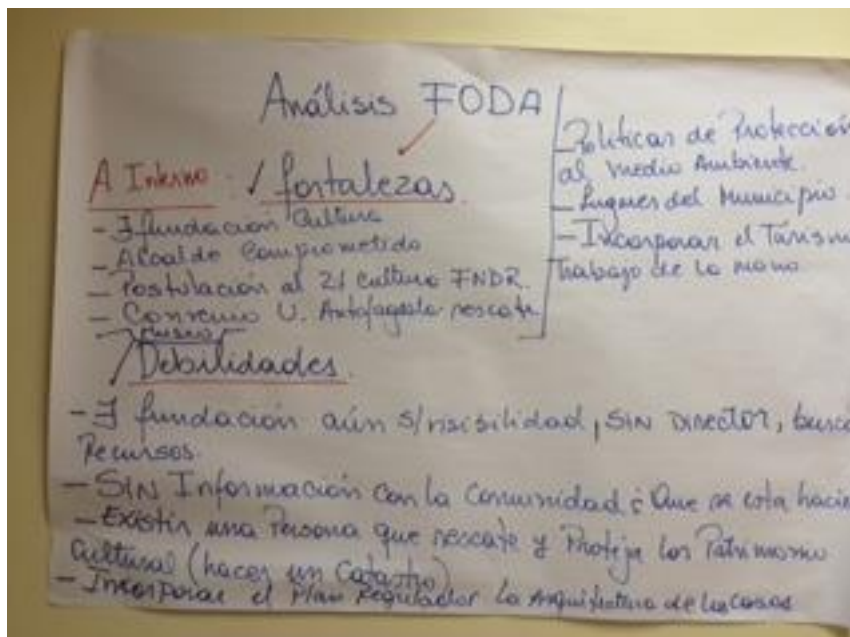 Análisis FODA
A Interno : / fortalezas
- I fundación Cultura
- Alcalde Comprometido
- Postulación al 2% cultura FNDR.
- Convenio U. Antofagasta rescate
museo
- Políticas de Protección
al medio Ambiente.
- Lugares del Municipio.
- Incorporar el Turismo
Trabajo de la mano
/ Debilidades
- I fundación aún s/visibilidad, SIN DIRECTOR,
Recursos.
- SIN Información con la Comunidad ¿ Que se esta
- Existir una Persona que rescate y Proteja los Patrimonio
Cultural (hacer un Catastro)
- Incorporar el Plan Regulador la Arquitectura de las Casas